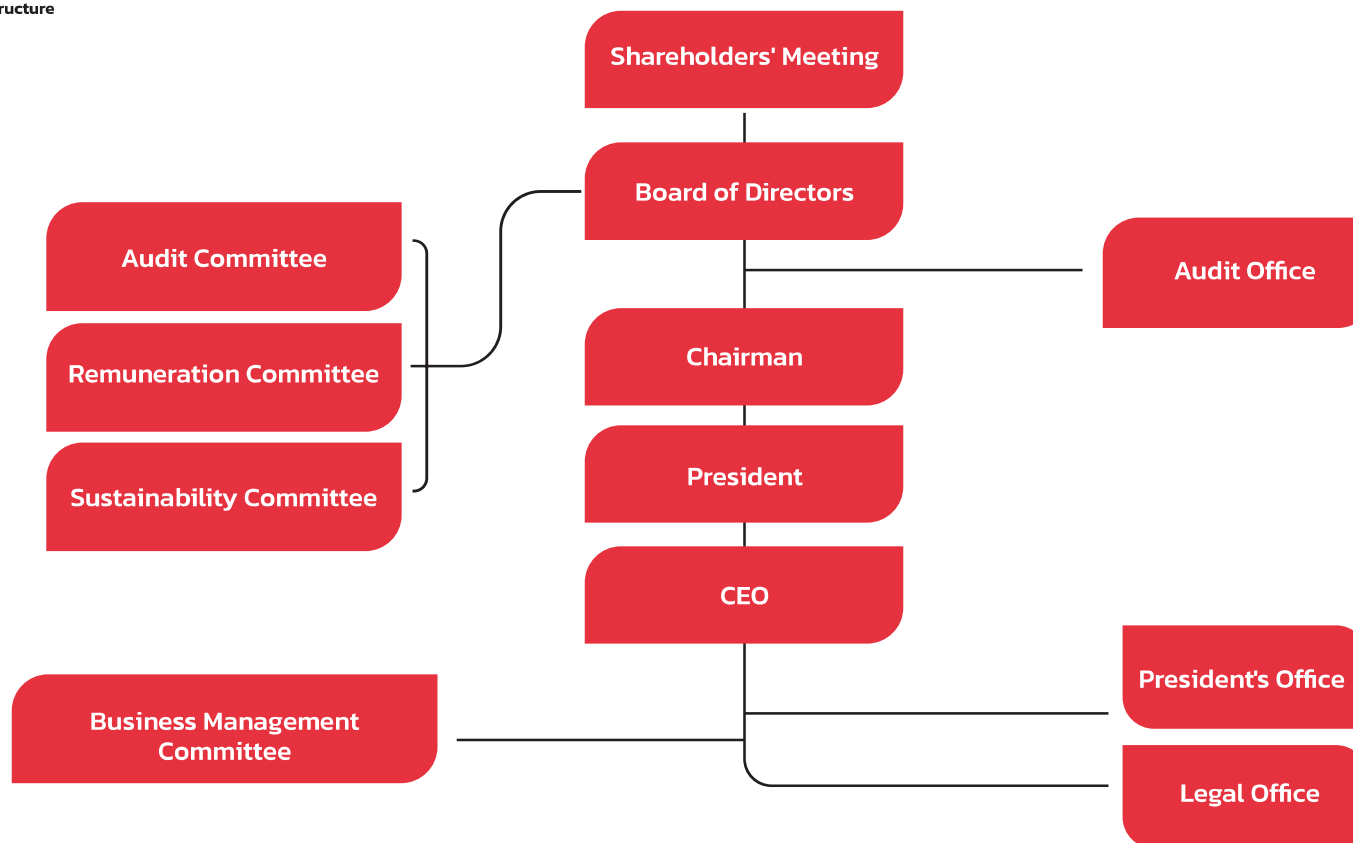 ructure
Shareholders' Meeting
Board of Directors
Audit Committee
Audit Office
Chairman
Remuneration Committee
President
Sustainability Committee
CEO
President's Office
Business Management
Committee
Legal Office